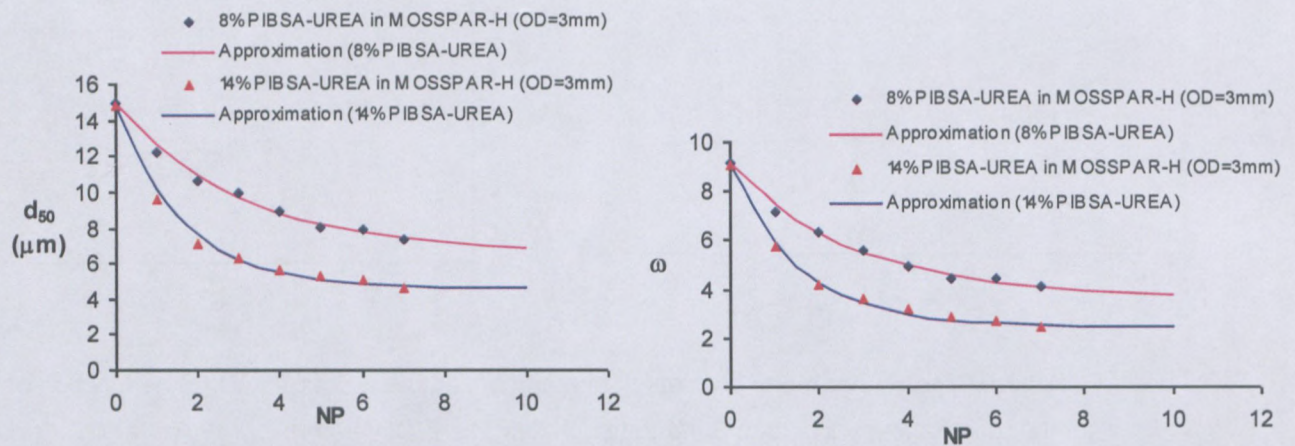 8%PIBSA-UREA in MOSSPAR-H (OD=3mm)
Approximation (8%PIBSA-UREA)
14%PIBSA-UREA in MOSSPAR-H (OD=3mm)
Approximation (14%PIBSA-UREA)
16
14
12
10
8
6
4
2
0
d50
(μm)
0 2 4 6 8 10 12
NP
8%PIBSA-UREA in MOSSPAR-H (OD=3mm)
Approximation (8%PIBSA-UREA)
14%PIBSA-UREA in MOSSPAR-H (OD=3mm)
Approximation (14%PIBSA-UREA)
10
8
6
4
2
0
ω
0 2 4 6 8 10 12
NP